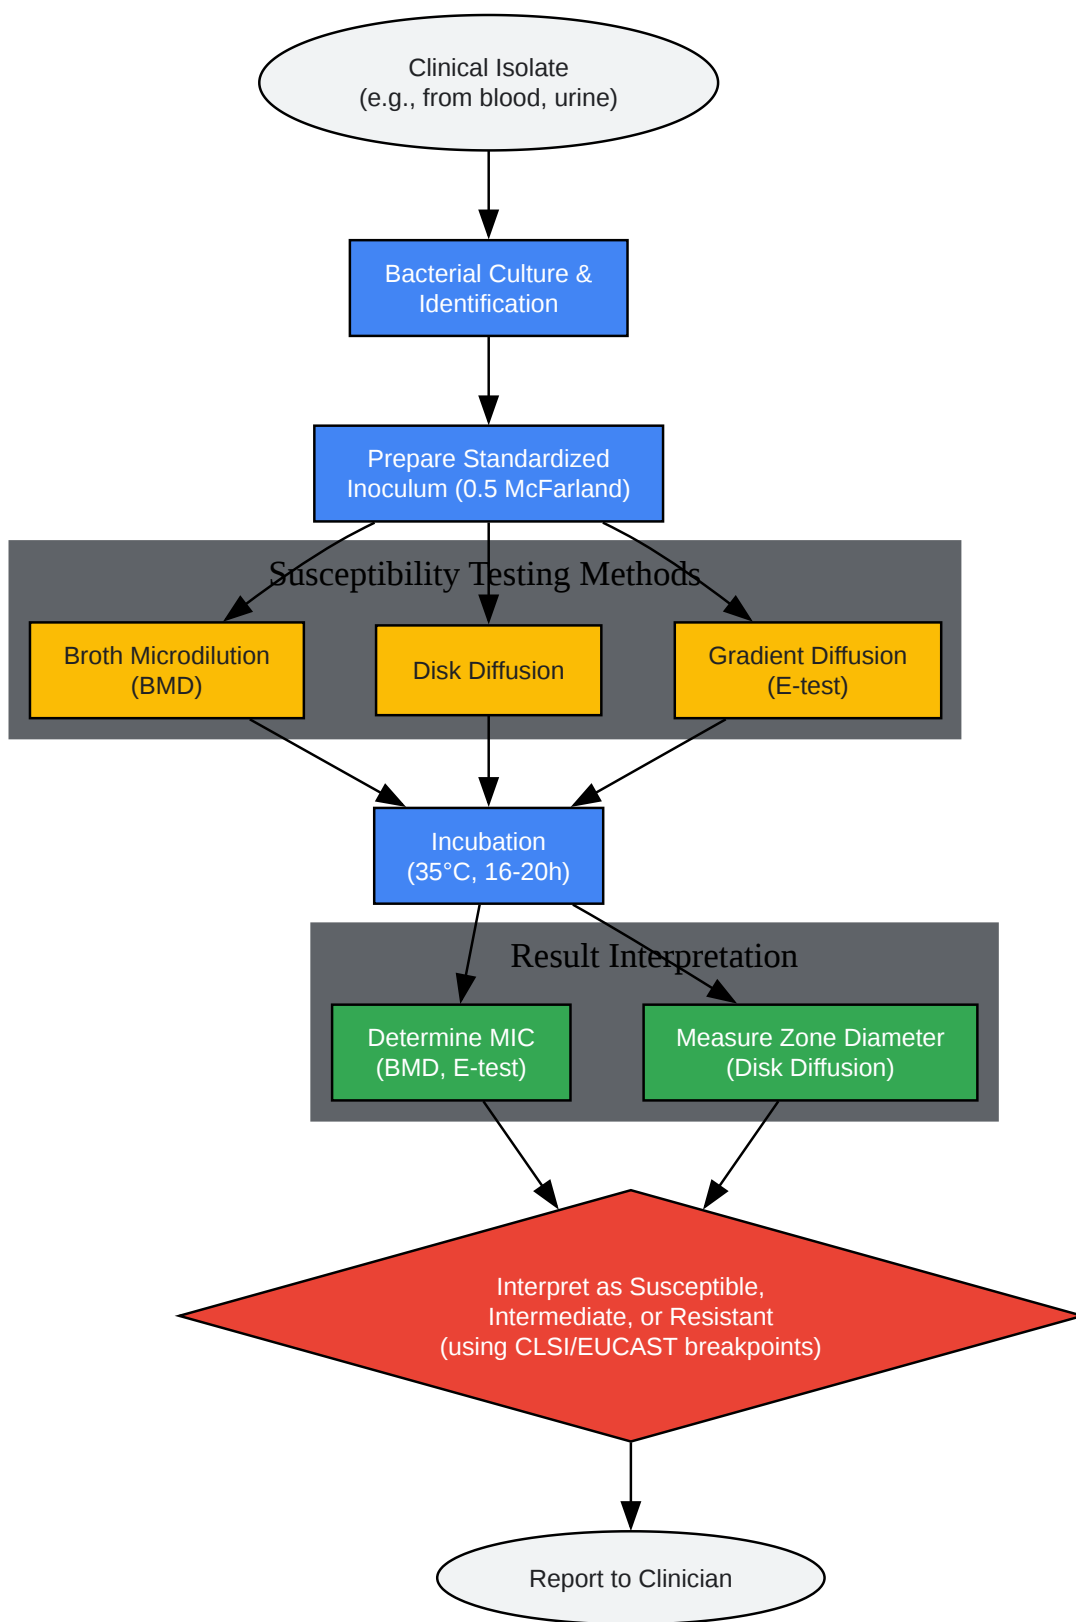 Clinical Isolate
(e.g., from blood, urine)
Bacterial Culture &
Identification
Prepare Standardized
Inoculum (0.5 McFarland)
Susceptibility Testing Methods
Broth Microdilution
(BMD)
Disk Diffusion
Gradient Diffusion
(E-test)
Incubation
(35°C, 16-20h)
Result Interpretation
Determine MIC
(BMD, E-test)
Measure Zone Diameter
(Disk Diffusion)
Interpret as Susceptible,
Intermediate, or Resistant
(using CLSI/EUCAST breakpoints)
Report to Clinician